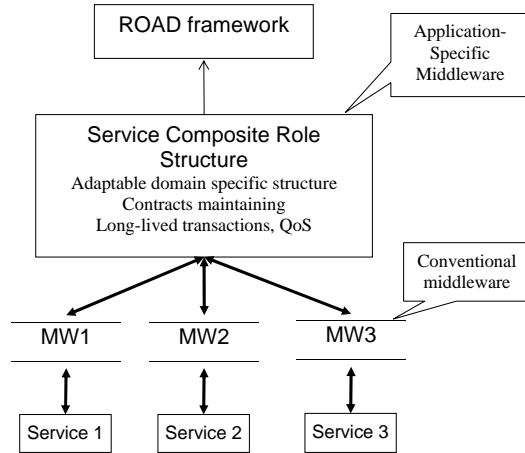 ROAD framework
Application-
Specific
Middleware
Service Composite Role
Structure
Adaptable domain specific structure
Contracts maintaining
Long-lived transactions, QoS
Conventional
middleware
MW1
MW2
MW3
Service 1
Service 2
Service 3